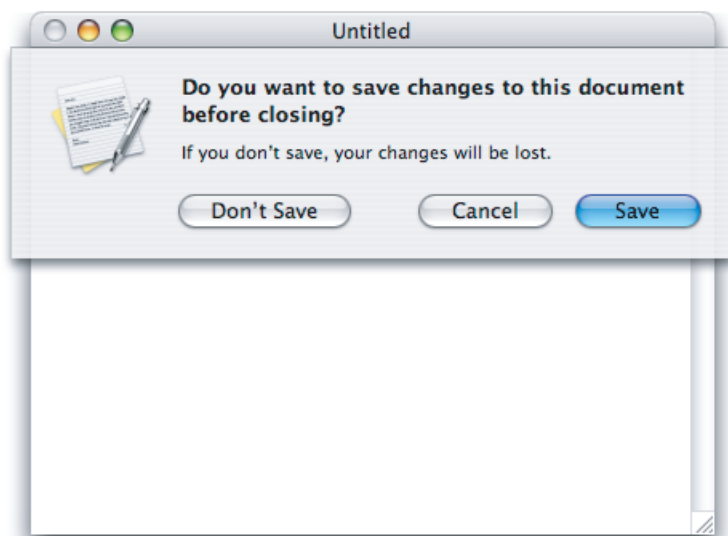 Untitled
Do you want to save changes to this document
before closing?
If you don't save, your changes will be lost.
Don't Save
Cancel
Save